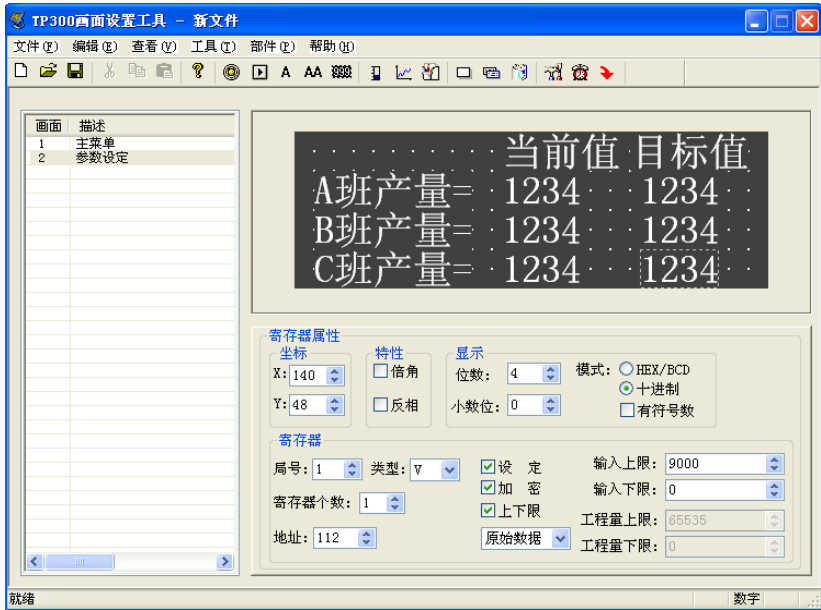 TP300画面设置工具 - 新文件
文件(F) 编辑(E) 查看(V) 工具(T) 部件(P) 帮助(H)
A AA
画面 描述
1 主菜单
2 参数设定
当前值 目标值
A班产量= 1234 1234
B班产量= 1234 1234
C班产量= 1234 1234
寄存器属性
坐标
X: 140
Y: 48
特性
倍角
反相
显示
位数: 4
小数位: 0
模式: HEX/BCD
十进制
有符号数
寄存器
局号: 1 类型: V
寄存器个数: 1
地址: 112
设 定
加 密
上下限
原始数据
输入上限: 9000
输入下限: 0
工程量上限: 65535
工程量下限: 0
就绪 数字